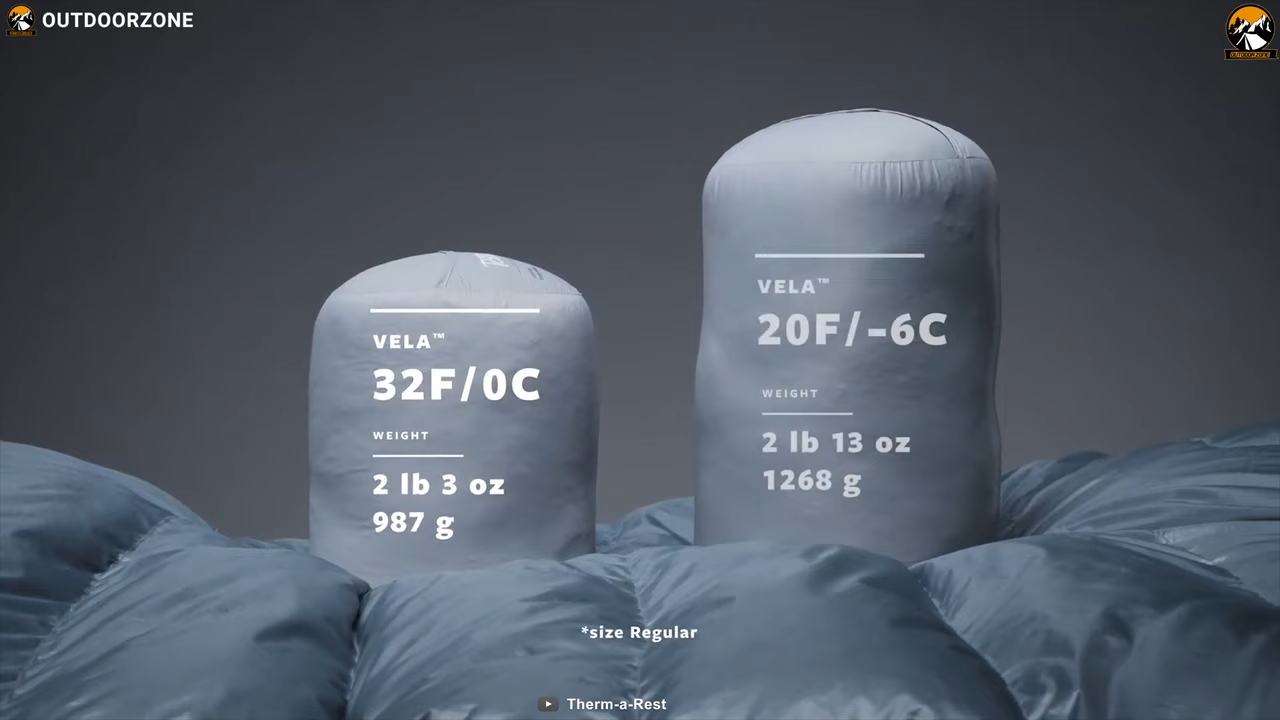 OUTDOORZONE
OUTDOORZONE
VELA™
32F/0C
WEIGHT
2 lb 3 oz
987 g
VELA™
20F/-6C
WEIGHT
2 lb 13 oz
1268 g
*size Regular
Therm-a-Rest